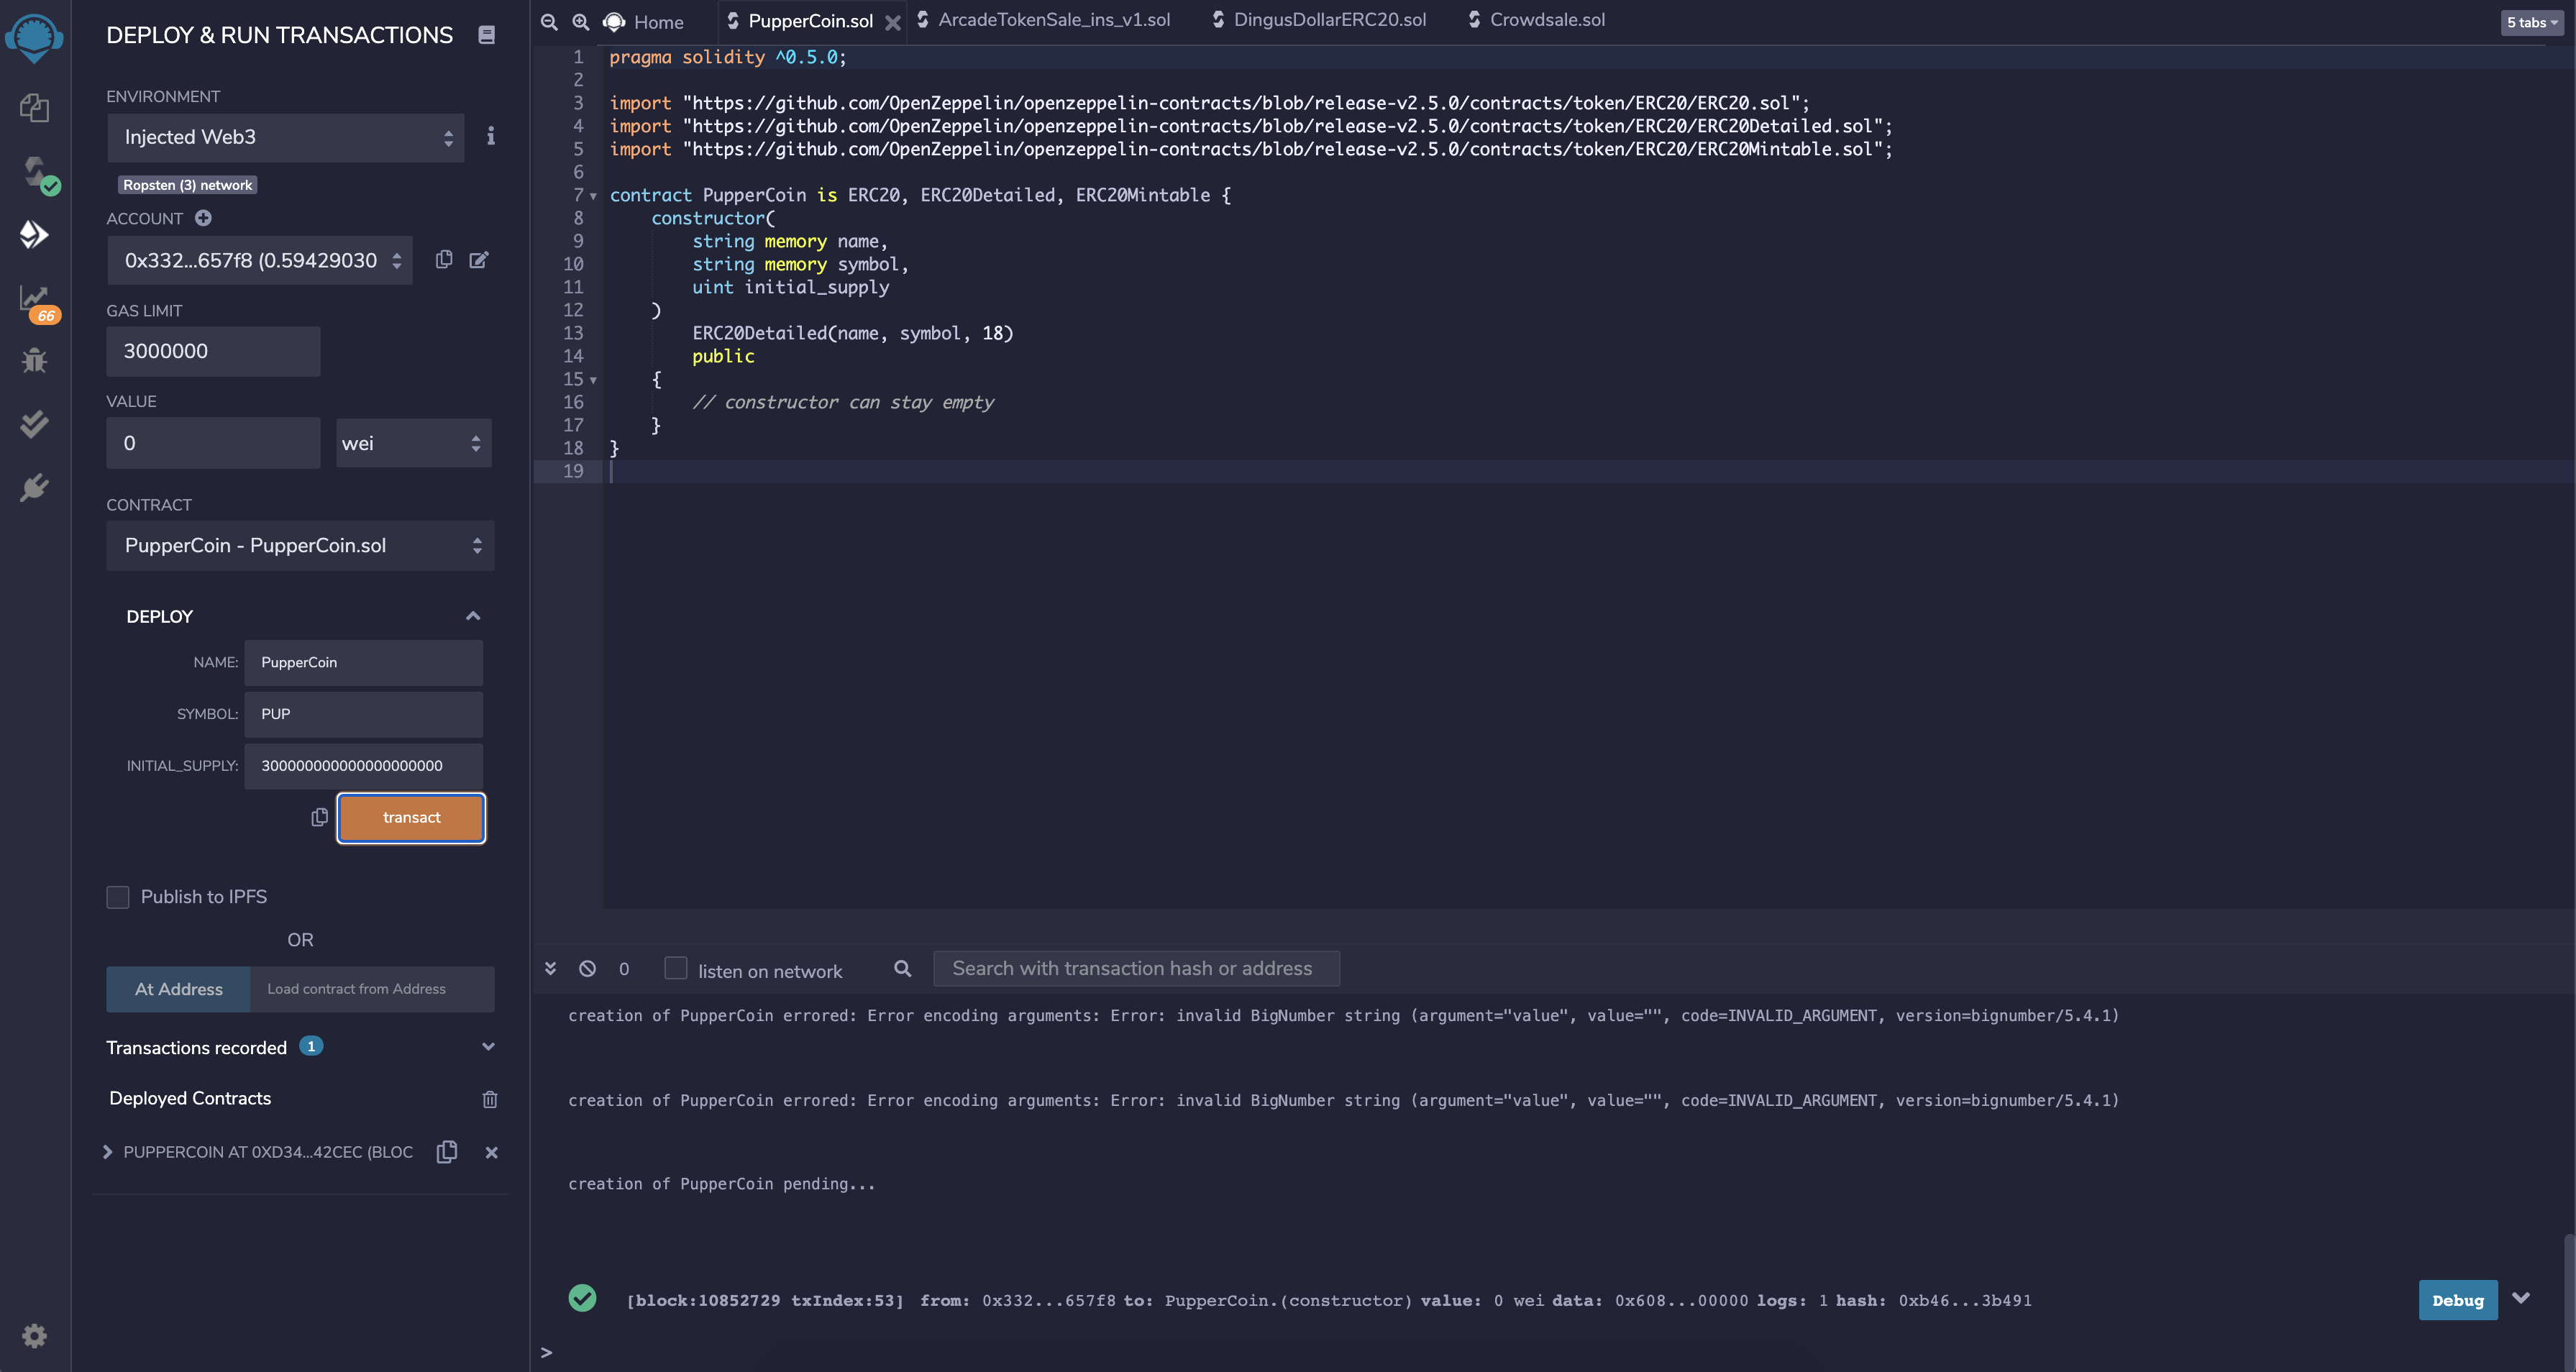 DEPLOY & RUN TRANSACTIONS
ENVIRONMENT
Injected Web3
Ropsten (3) network
ACCOUNT
0x332...657f8 (0.59429030
GAS LIMIT
3000000
VALUE
0
wei
CONTRACT
PupperCoin - PupperCoin.sol
DEPLOY
NAME: PupperCoin
SYMBOL: PUP
INITIAL_SUPPLY: 300000000000000000000
transact
Publish to IPFS
OR
At Address
Load contract from Address
Transactions recorded 1
Deployed Contracts
PUPPERCOIN AT 0XD34...42CEC (BLOC
66
Home
PupperCoin.sol
ArcadeTokenSale_ins_v1.sol
DingusDollarERC20.sol
Crowdsale.sol
5 tabs
1 pragma solidity ^0.5.0;
2
3 import "https://github.com/OpenZeppelin/openzeppelin-contracts/blob/release-v2.5.0/contracts/token/ERC20/ERC20.sol";
4 import "https://github.com/OpenZeppelin/openzeppelin-contracts/blob/release-v2.5.0/contracts/token/ERC20/ERC20Detailed.sol";
5 import "https://github.com/OpenZeppelin/openzeppelin-contracts/blob/release-v2.5.0/contracts/token/ERC20/ERC20Mintable.sol";
6
7 contract PupperCoin is ERC20, ERC20Detailed, ERC20Mintable {
8 constructor(
9 string memory name,
10 string memory symbol,
11 uint initial_supply
12 )
13 ERC20Detailed(name, symbol, 18)
14 public
15 {
16 // constructor can stay empty
17 }
18 }
19
0
listen on network
Search with transaction hash or address
creation of PupperCoin errored: Error encoding arguments: Error: invalid BigNumber string (argument="value", value="", code=INVALID_ARGUMENT, version=bignumber/5.4.1)
creation of PupperCoin errored: Error encoding arguments: Error: invalid BigNumber string (argument="value", value="", code=INVALID_ARGUMENT, version=bignumber/5.4.1)
creation of PupperCoin pending...
[block:10852729 txIndex:53] from: 0x332...657f8 to: PupperCoin.(constructor) value: 0 wei data: 0x608...00000 logs: 1 hash: 0xb46...3b491
Debug
>